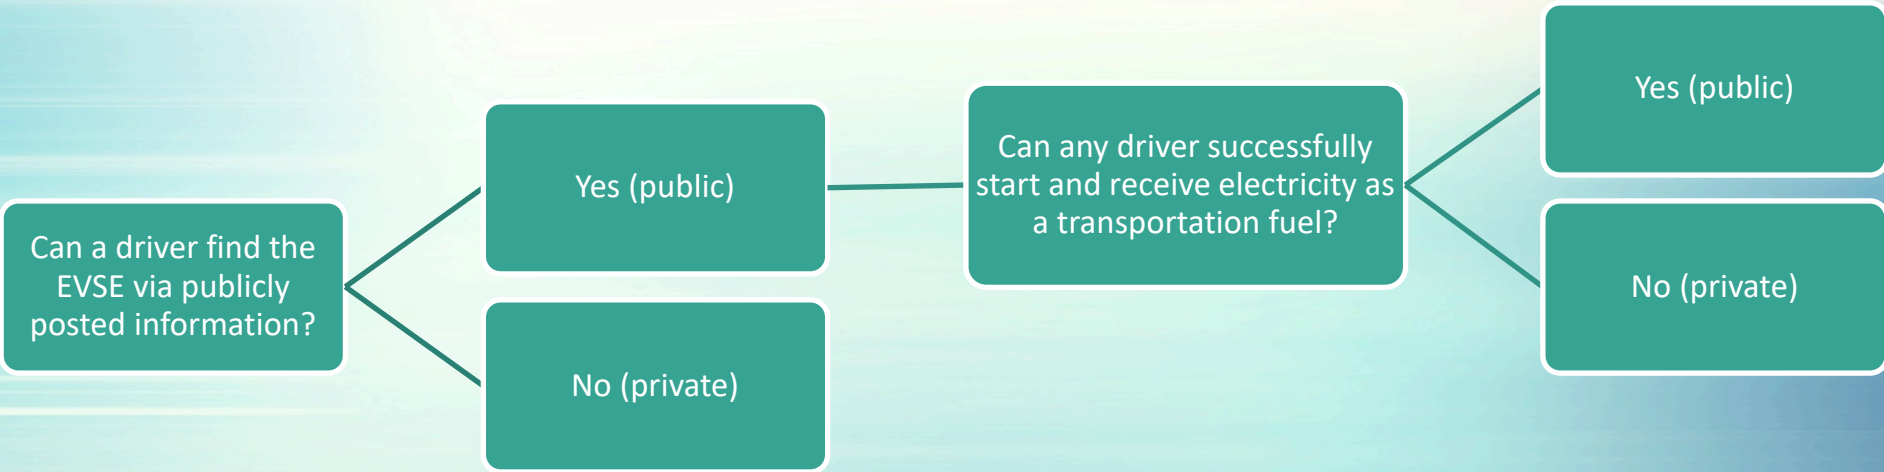 Can a driver find the
EVSE via publicly
posted information?
Yes (public)
No (private)
Can any driver successfully
start and receive electricity as
a transportation fuel?
Yes (public)
No (private)